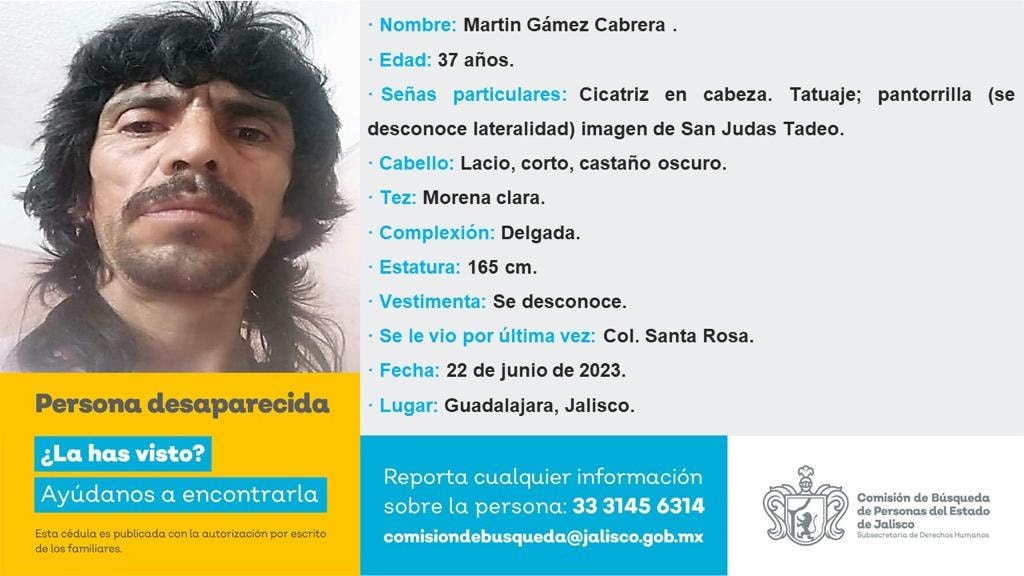 · Nombre: Martin Gámez Cabrera .
· Edad: 37 años.
· Señas particulares: Cicatriz en cabeza. Tatuaje; pantorrilla (se
desconoce lateralidad) imagen de San Judas Tadeo.
· Cabello: Lacio, corto, castaño oscuro.
· Tez: Morena clara.
· Complexión: Delgada.
· Estatura: 165 cm.
· Vestimenta: Se desconoce.
· Se le vio por última vez: Col. Santa Rosa.
· Fecha: 22 de junio de 2023.
· Lugar: Guadalajara, Jalisco.
Persona desaparecida
¿La has visto?
Ayúdanos a encontrarla
Esta cédula es publicada con la autorización por escrito
de los familiares.
Reporta cualquier información
sobre la persona: 33 3145 6314
comisiondebusqueda@jalisco.gob.mx
Comisión de Búsqueda
de Personas del Estado
de Jalisco
Subsecretaría de Derechos Humanos